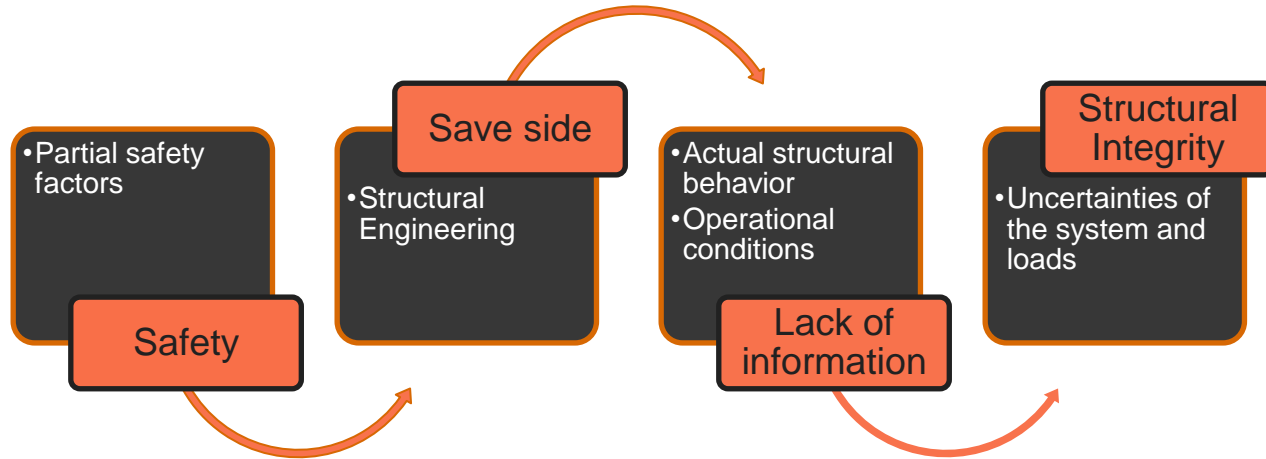 •Partial safety
factors
Safety
Save side
•Structural
Engineering
•Actual structural
behavior
•Operational
conditions
Lack of
information
Structural
Integrity
•Uncertainties of
the system and
loads